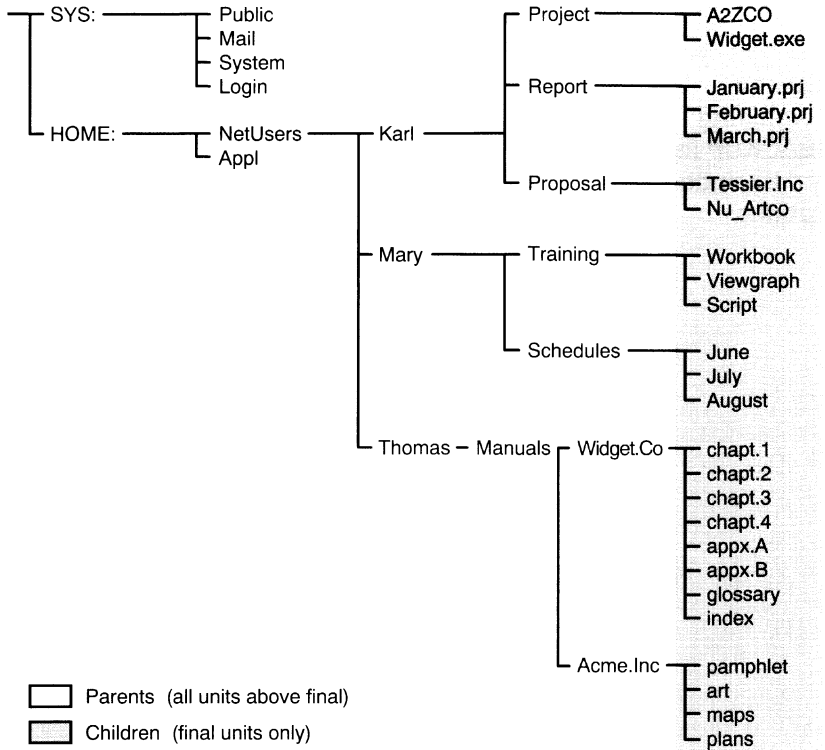 SYS: Public Project A2ZCO
Mail Widget.exe
System
Login Report January.prj
February.prj
HOME: NetUsers Karl March.prj
Appl
Proposal Tessier.Inc
Nu_Artco
Mary Training Workbook
Viewgraph
Script
Schedules June
July
August
Thomas Manuals Widget.Co chapt.1
chapt.2
chapt.3
chapt.4
appx.A
appx.B
glossary
index
Acme.Inc pamphlet
Parents (all units above final) art
maps
Children (final units only) plans